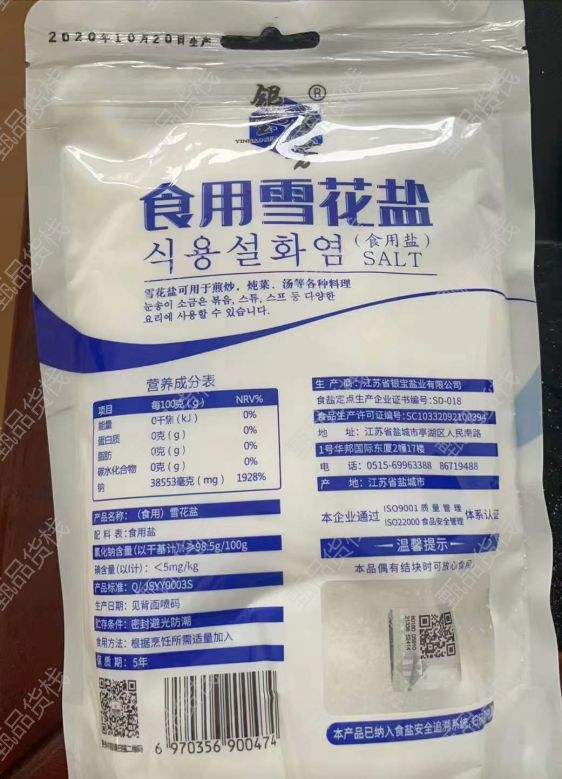 2020年10月20日生产
银宝
®
食用雪花盐
식용설화염 (食用盐) SALT
雪花盐可用于煎炒，炖菜、汤等各种料理
눈송이 소금은 볶음, 스튜, 스프 등 다양한
요리에 사용할 수 있습니다.
营养成分表
项目 每100克(g) NRV%
能量 0千焦(kJ) 0%
蛋白质 0克(g) 0%
脂肪 0克(g) 0%
碳水化合物 0克(g) 0%
钠 38553毫克(mg) 1928%
产品名称：（食用）雪花盐
配 料 表：食用盐
氯化钠含量(以干基计)：≥98.5g/100g
碘含量(以I计)：＜5mg/kg
产品标准：Q/JSYY0003S
生产日期：见背面喷码
贮存条件：密封避光防潮
食用方法：根据烹饪所需适量加入
保 质 期：5年
6 970356 900474
生 产 商：江苏省银宝盐业有限公司
食盐定点生产企业证书编号:SD-018
食品生产许可证编号:SC10332092100394
地 址：江苏省盐城市亭湖区人民南路
1号华邦国际东厦2幢17楼
电 话：0515-69963388 86719488
产 地：江苏省盐城市
本企业通过 ISO9001 质量管理 ISO22000 食品安全管理 体系认证
温馨提示
本品偶有结块时可放心食用
本产品已纳入食盐安全追溯系统,扫
甄品货栈